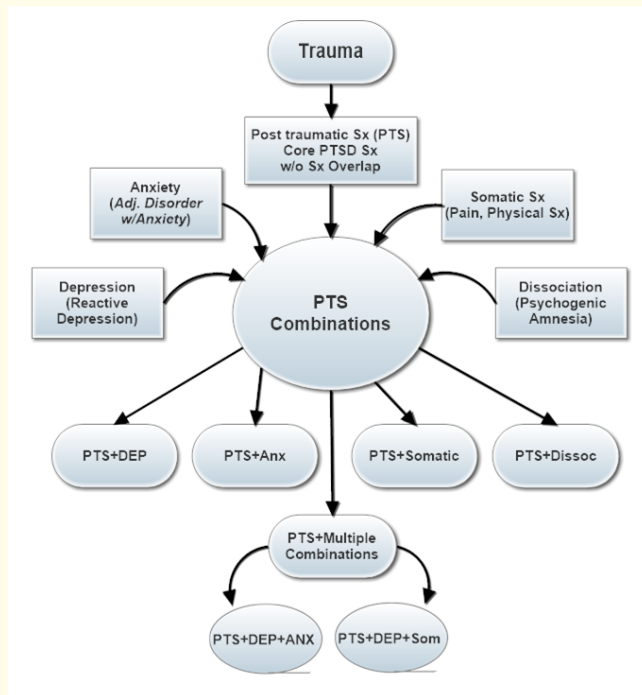 Trauma
Post traumatic Sx (PTS)
Core PTSD Sx
w/o Sx Overlap
Anxiety
(Adj. Disorder
w/Anxiety)
Somatic Sx
(Pain, Physical Sx)
Depression
(Reactive
Depression)
PTS
Combinations
Dissociation
(Psychogenic
Amnesia)
PTS+DEP
PTS+Anx
PTS+Somatic
PTS+Dissoc
PTS+Multiple
Combinations
PTS+DEP+ANX
PTS+DEP+Som